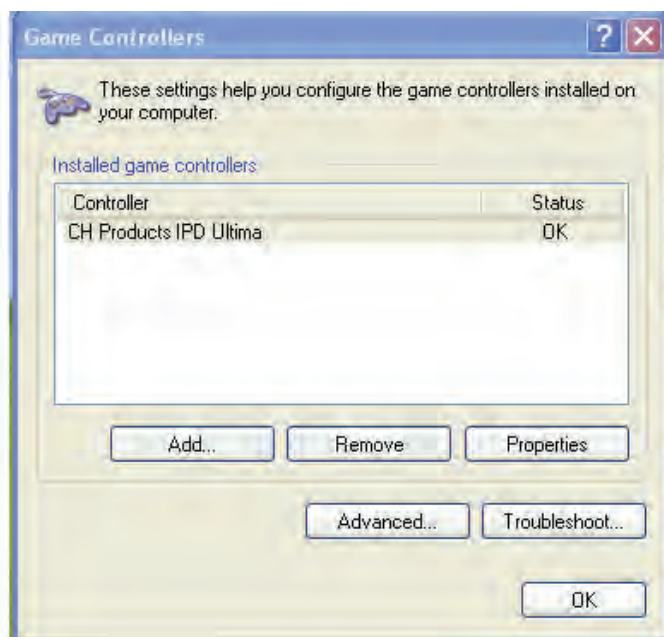 Game Controllers
These settings help you configure the game controllers installed on
your computer.
Installed game controllers
Controller Status
CH Products IPD Ultima OK
Add... Remove Properties
Advanced... Troubleshoot...
OK